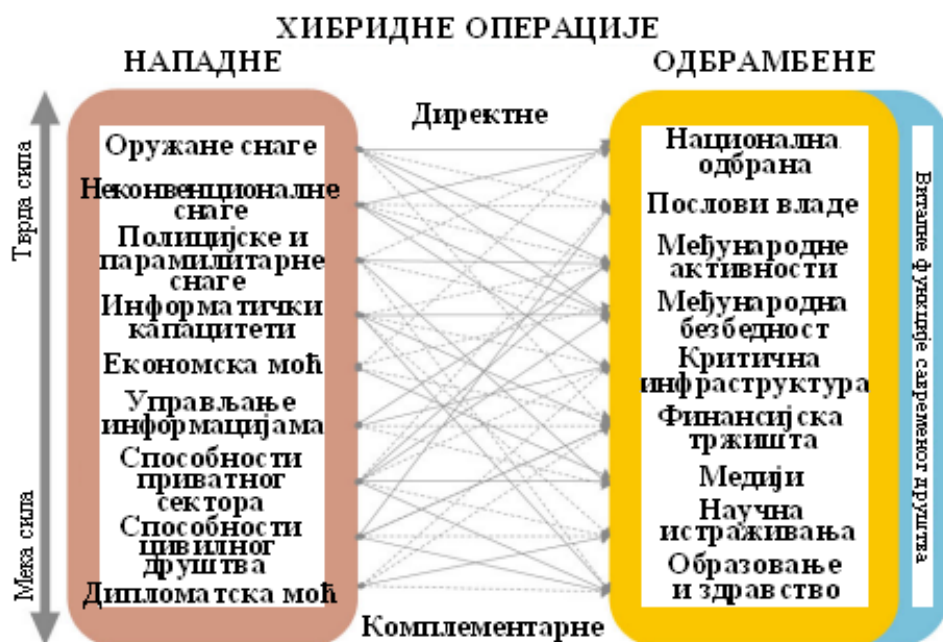 ХИБРИДНЕ ОПЕРАЦИЈЕ
НАПАДНЕ
ОДБРАМБЕНЕ
Тврда сила
Мека сила
Оружане снаге
Неконвенционалне
снаге
Полицијске и
парамилитарне
снаге
Информатички
капацитети
Економска моћ
Управљање
информацијама
Способности
приватног
сектора
Способности
цивилног
друштва
Дипломатска моћ
Директне
Комплементарне
Национална
одбрана
Послови владе
Међународне
активности
Међународна
безбедност
Критична
инфраструктура
Финансијска
тржишта
Медији
Научна
истраживања
Образовање
и здравство
Виталне функције савременог друштва